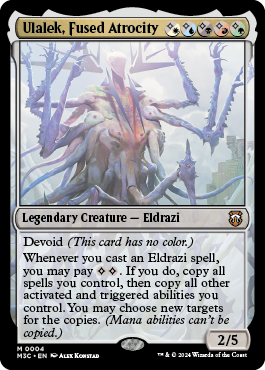 Ulalek, Fused Atrocity
Legendary Creature — Eldrazi
Devoid (This card has no color.)
Whenever you cast an Eldrazi spell,
you may pay. If you do, copy all
spells you control, then copy all other
activated and triggered abilities you
control. You may choose new targets
for the copies. (Mana abilities can't be
copied.)
2/5
M 0004
M3C • EN ALEX KONSTAD
™ & © 2024 Wizards of the Coast